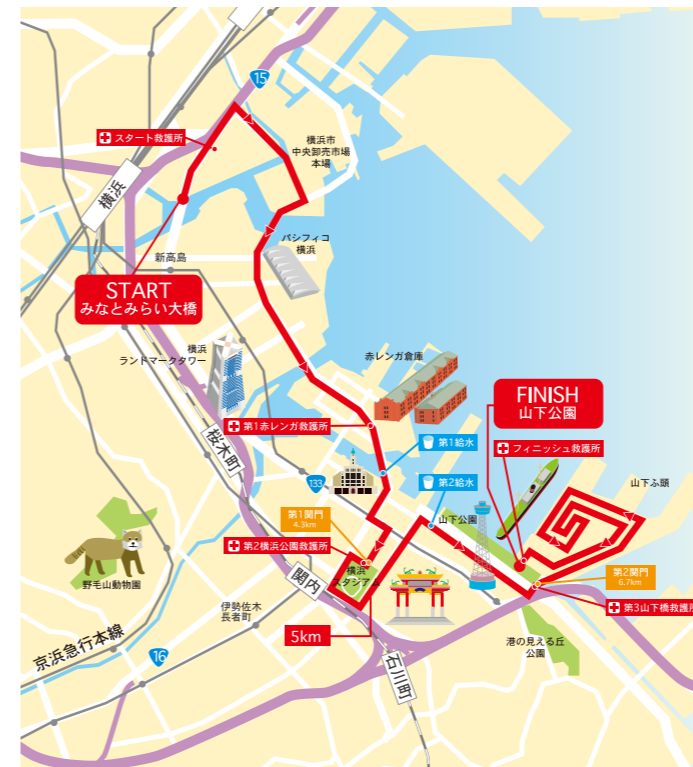 15
スタート救護所
横浜市
中央卸売市場
本場
横浜
新高島
パシフィコ
横浜
START
みなとみらい大橋
横浜
ランドマークタワー
赤レンガ倉庫
FINISH
山下公園
第1赤レンガ救護所
第1給水
フィニッシュ救護所
桜木町
133
第2給水
山下ふ頭
第1関門
4.3km
山下公園
第2横浜公園救護所
横浜
スタジアム
第2関門
6.7km
野毛山動物園
関内
第3山下橋救護所
伊勢佐木
長者町
5km
港の見える丘
公園
京浜急行本線
16
石川町